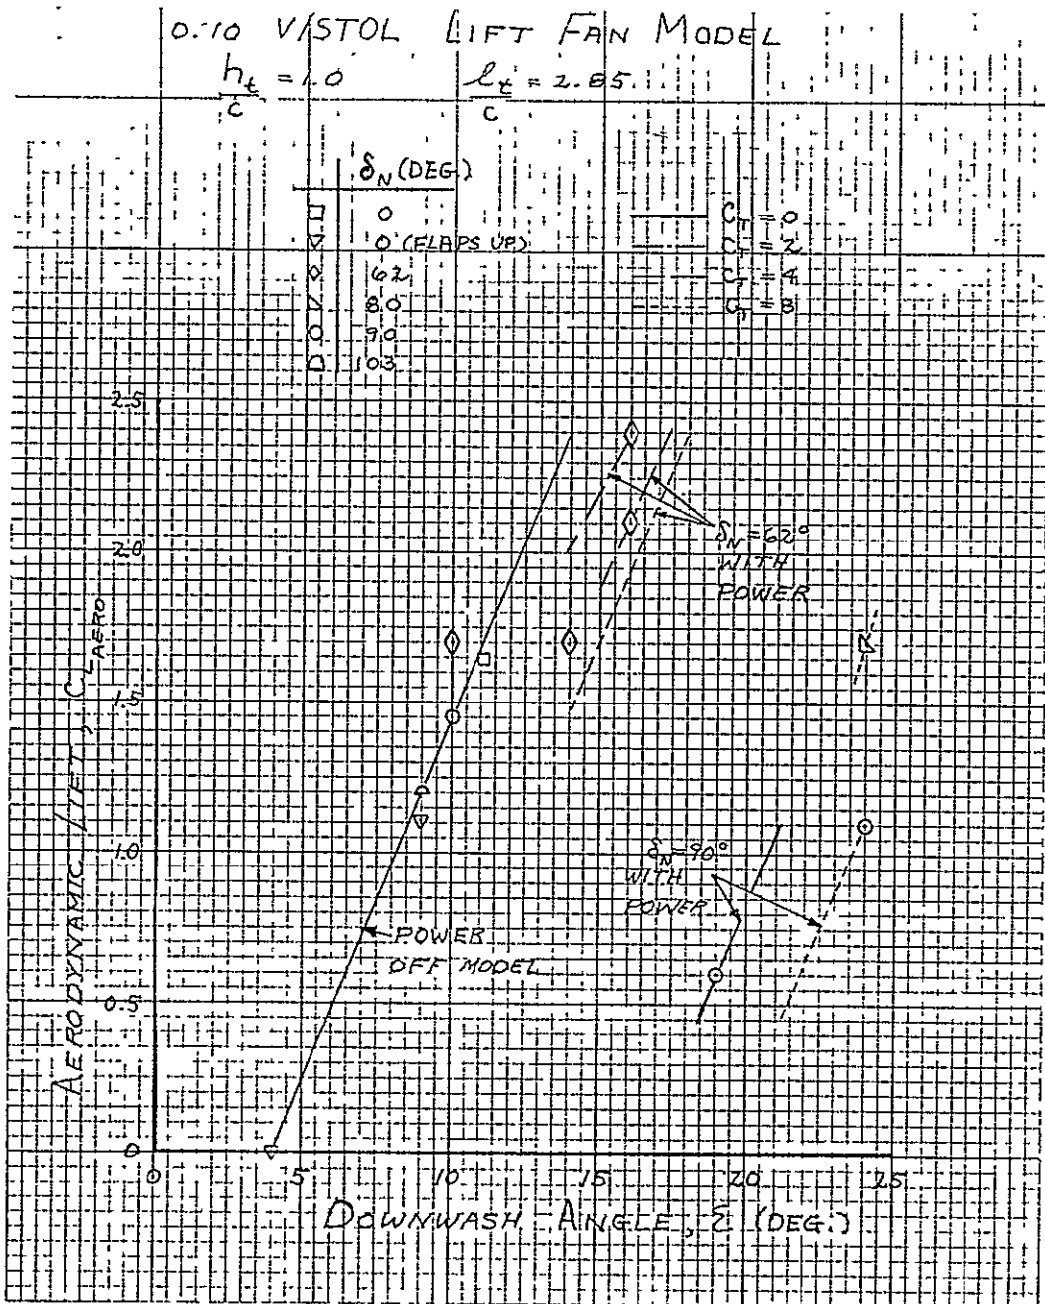 0.10 V/STOL LIFT FAN MODEL
h_t/c = 1.0 l_t/c = 2.85
δ_N (DEG.)
0
0 (FLAPS UP)
62
80
90
103
C_T = 0
C_T = 2
C_T = 4
C_T = 8
2.5
2.0
1.5
1.0
0.5
0
AERODYNAMIC LIFT, C_L AERO
δ_N = 62°
WITH
POWER
δ_N = 90°
WITH
POWER
POWER
OFF MODEL
0 5 10 15 20 25
DOWNWASH ANGLE, ε (DEG.)